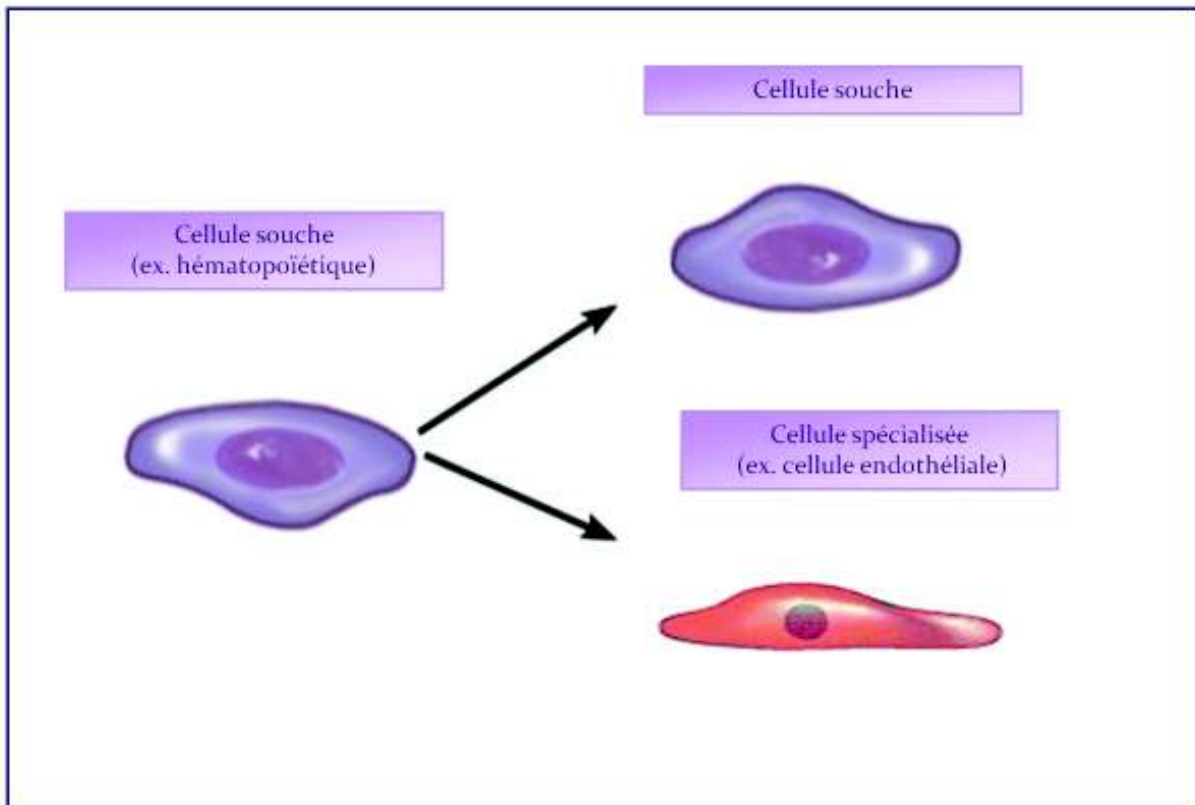 Cellule souche
Cellule souche
(ex. hématopoïétique)
Cellule spécialisée
(ex. cellule endothéliale)